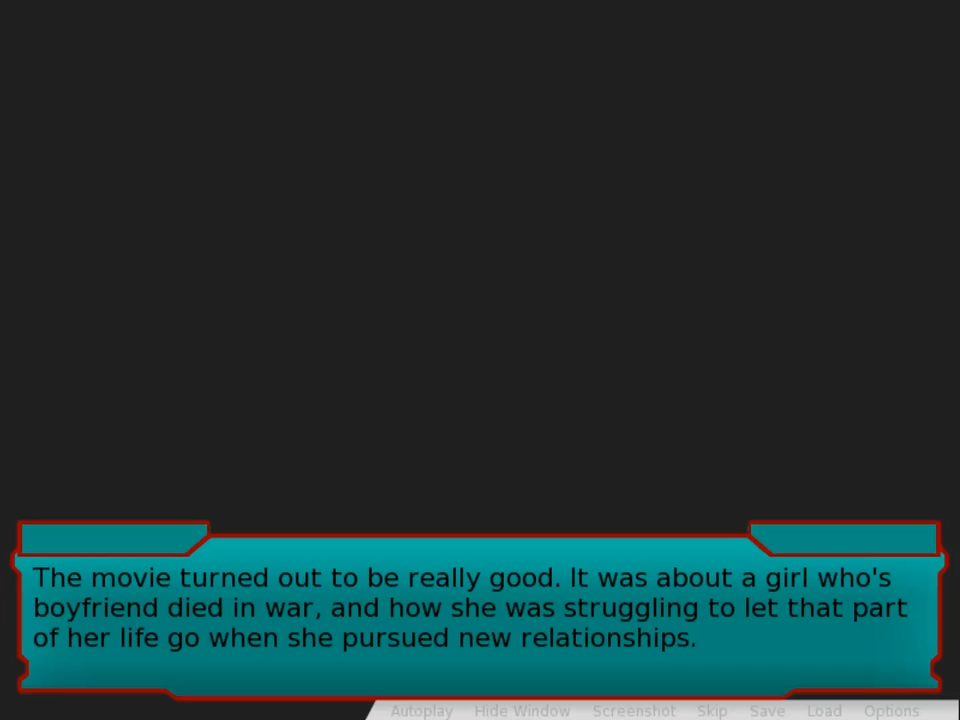 The movie turned out to be really good. It was about a girl who's
boyfriend died in war, and how she was struggling to let that part
of her life go when she pursued new relationships.
Autoplay Hide Window Screenshot Skip Save Load Options